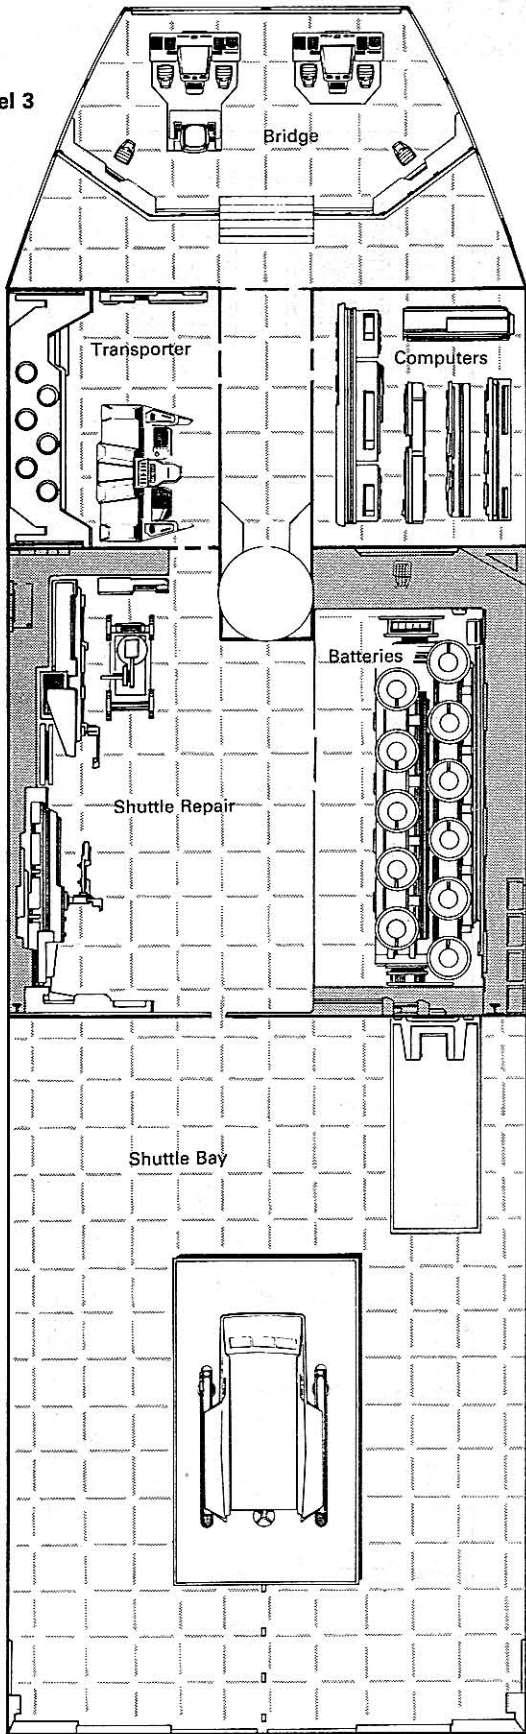 el 3
Bridge
Transporter
Computers
Batteries
Shuttle Repair
Shuttle Bay